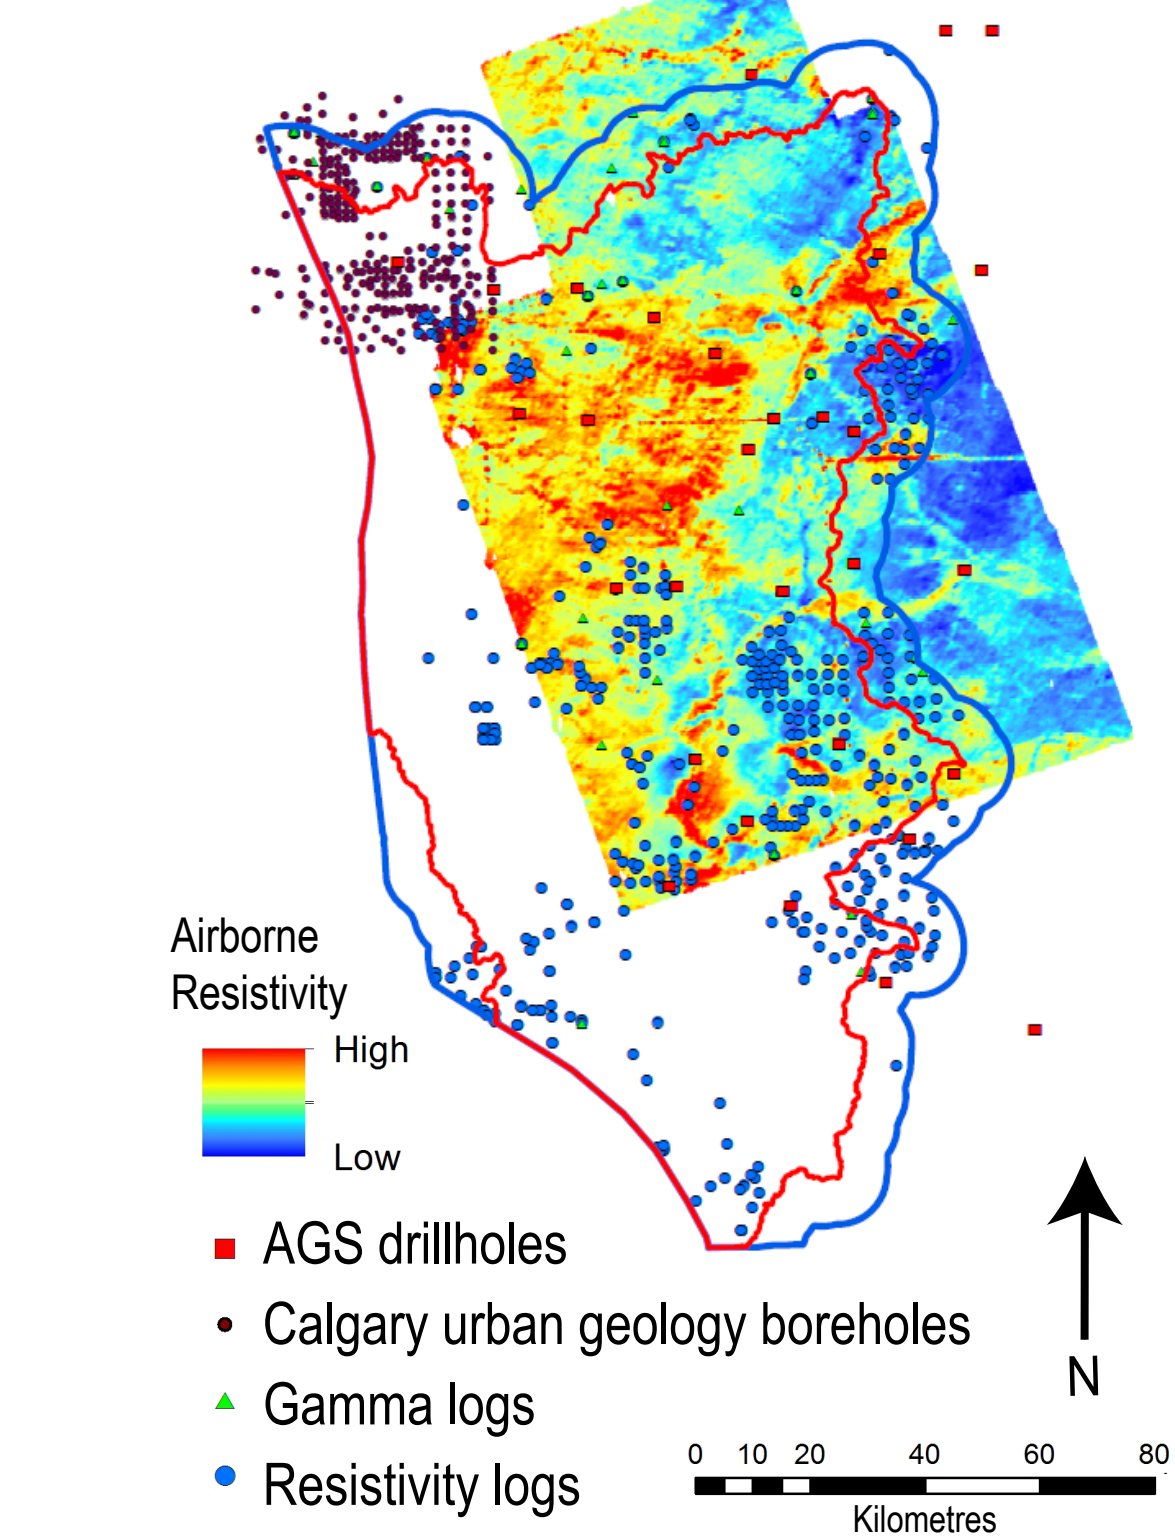 Airborne
Resistivity
High
Low
AGS drillholes
Calgary urban geology boreholes
Gamma logs
Resistivity logs
N
0 10 20 40 60 80
Kilometres